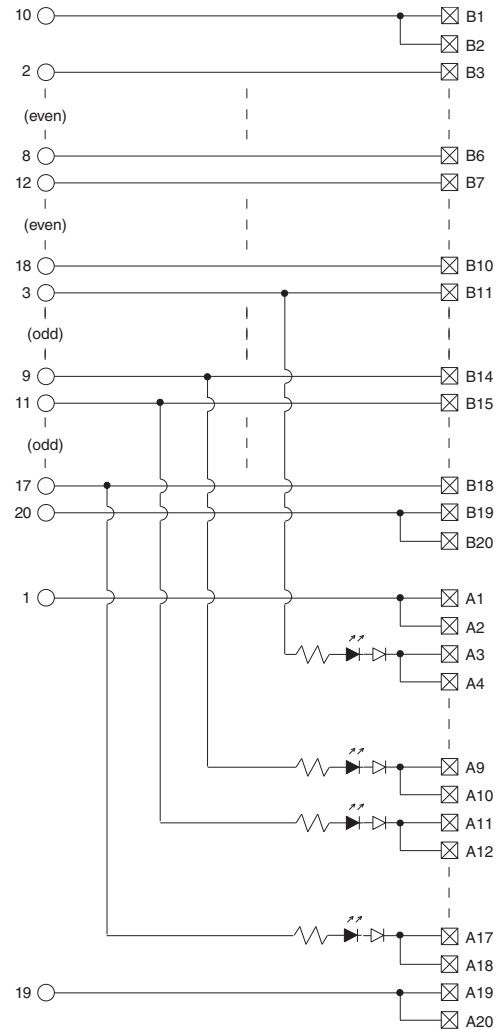 10 B1
B2
2 B3
(even)
8 B6
12 B7
(even)
18 B10
3 B11
(odd)
9 B14
11 B15
(odd)
17 B18
20 B19
B20
1 A1
A2
A3
A4
A9
A10
A11
A12
A17
A18
19 A19
A20